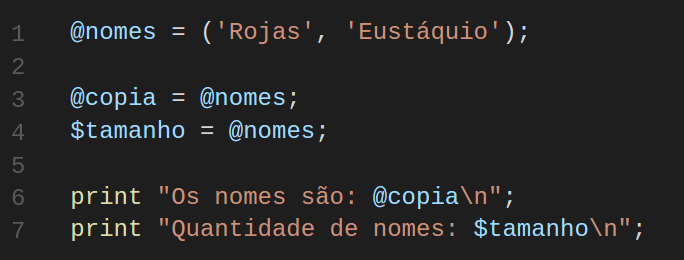 1 @nomes = ('Rojas', 'Eustáquio');
2
3 @copia = @nomes;
4 $tamanho = @nomes;
5
6 print "Os nomes são: @copia\n";
7 print "Quantidade de nomes: $tamanho\n";